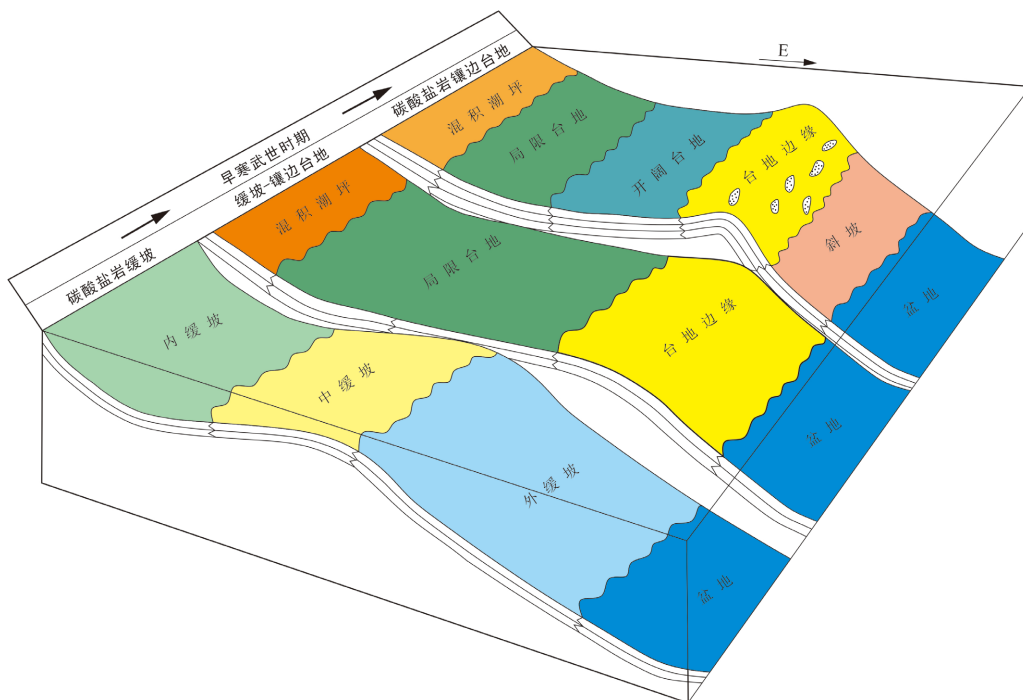 E
早寒武世时期
碳酸盐岩缓坡
缓坡-镶边台地
碳酸盐岩镶边台地
混积潮坪
局限台地
开阔台地
台地边缘
斜坡
盆地
混积潮坪
局限台地
台地边缘
盆地
内缓坡
中缓坡
外缓坡
盆地